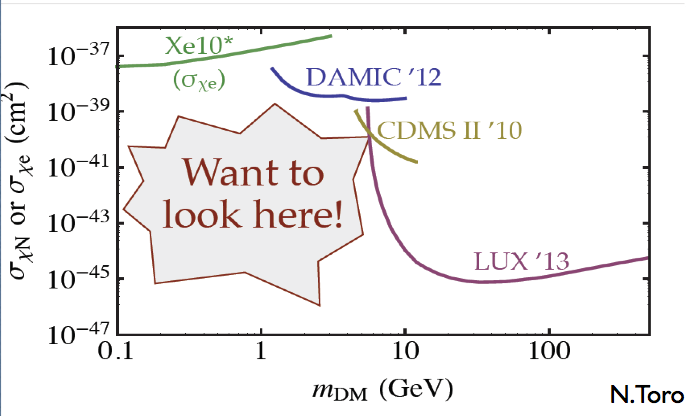 10⁻³⁷
10⁻³⁹
10⁻⁴¹
10⁻⁴³
10⁻⁴⁵
10⁻⁴⁷
σχN or σχe (cm²)
Xe10*
(σχe)
DAMIC '12
CDMS II '10
Want to
look here!
LUX '13
0.1 1 10 100
mDM (GeV)
N.Toro